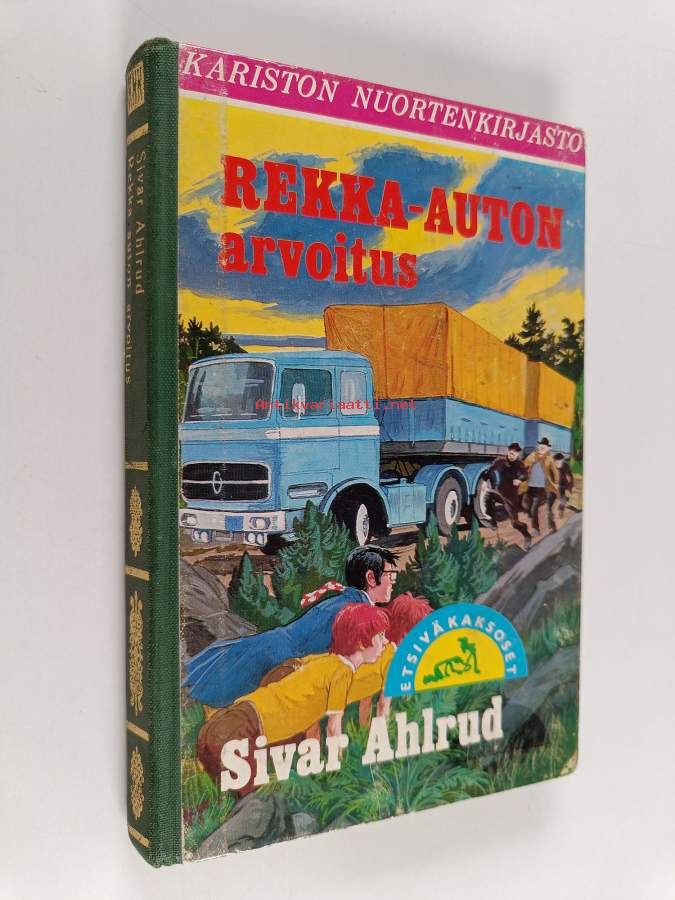 KARISTON NUORTENKIRJASTO
REKKA-AUTON
arvoitus
Antikvariaatti.net
ETSIVÄKAKSOSET
Sivar Ahlrud
Sivar Ahlrud
Rekka-auton arvoitus